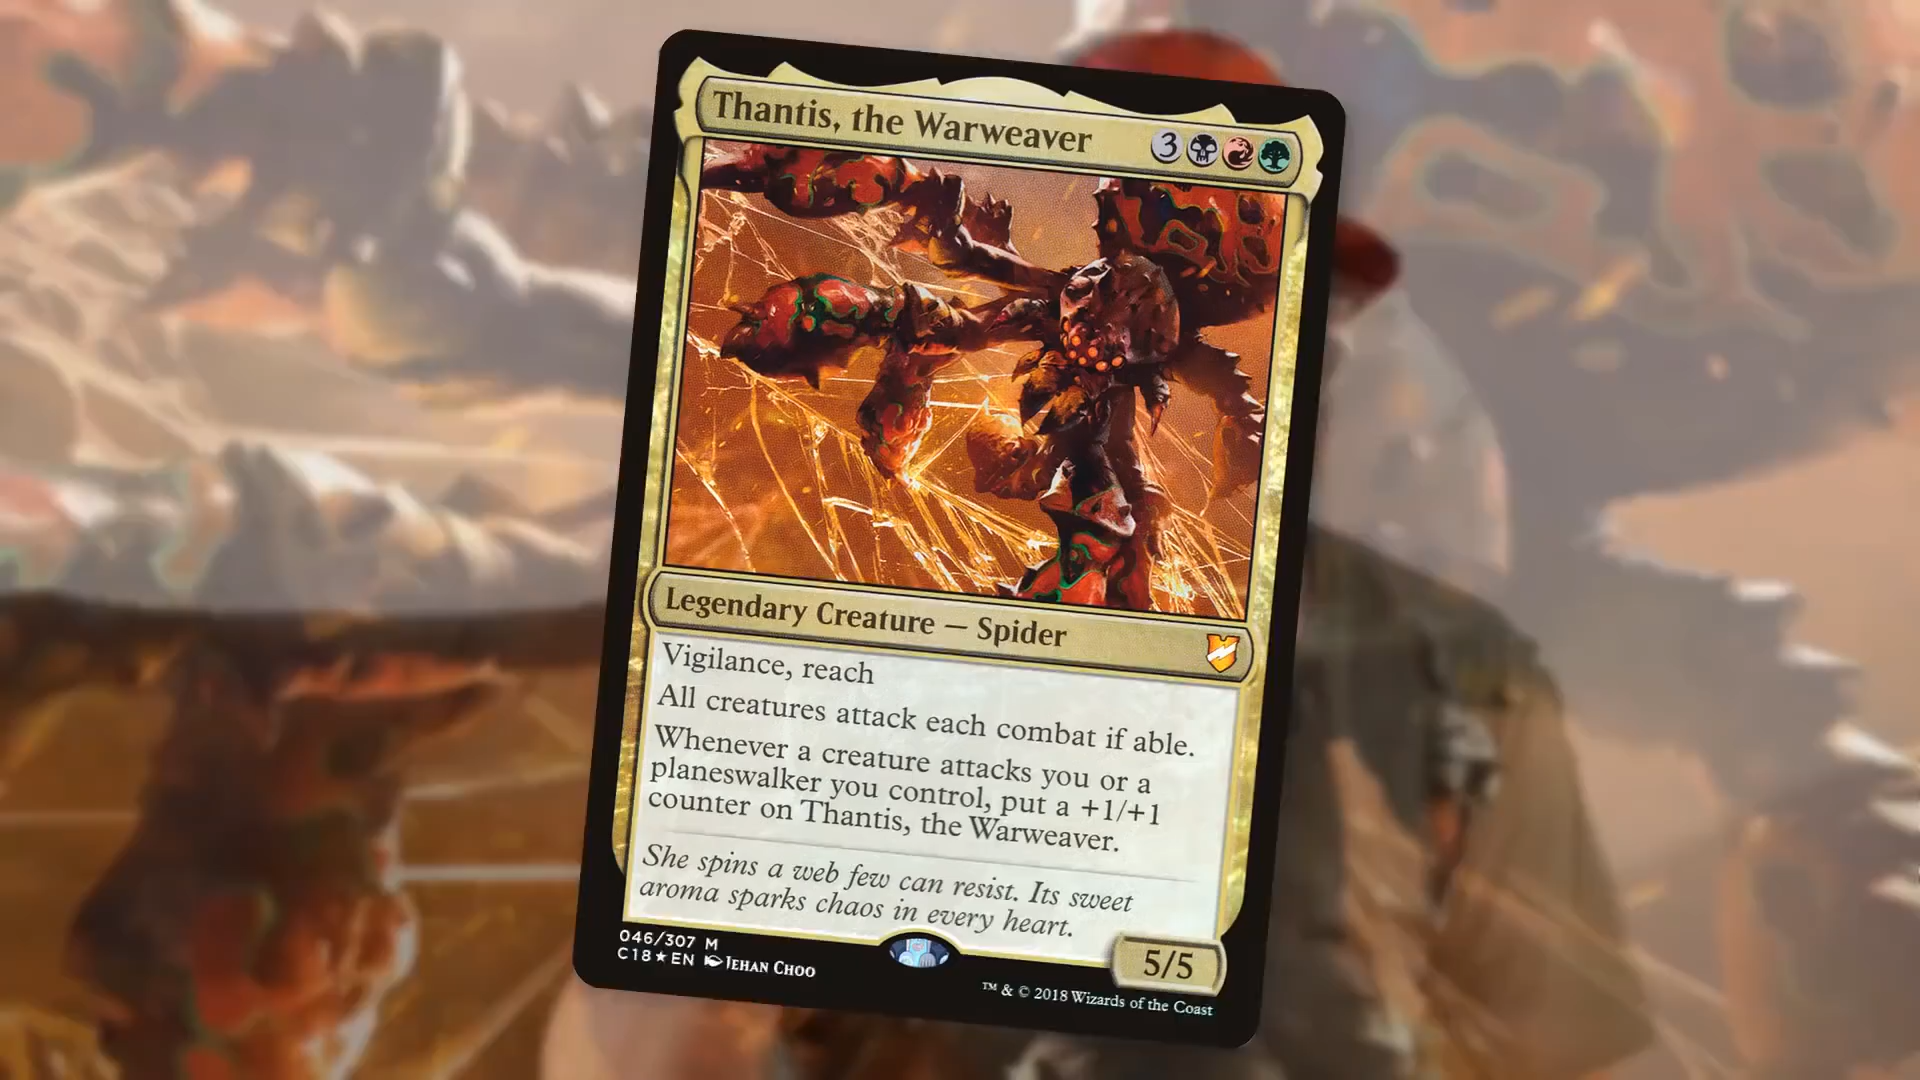 Thantis, the Warweaver 3
Legendary Creature — Spider
Vigilance, reach
All creatures attack each combat if able.
Whenever a creature attacks you or a
planeswalker you control, put a +1/+1
counter on Thantis, the Warweaver.
She spins a web few can resist. Its sweet
aroma sparks chaos in every heart.
5/5
046/307 M
C18★EN JEHAN CHOO
™ & © 2018 Wizards of the Coast